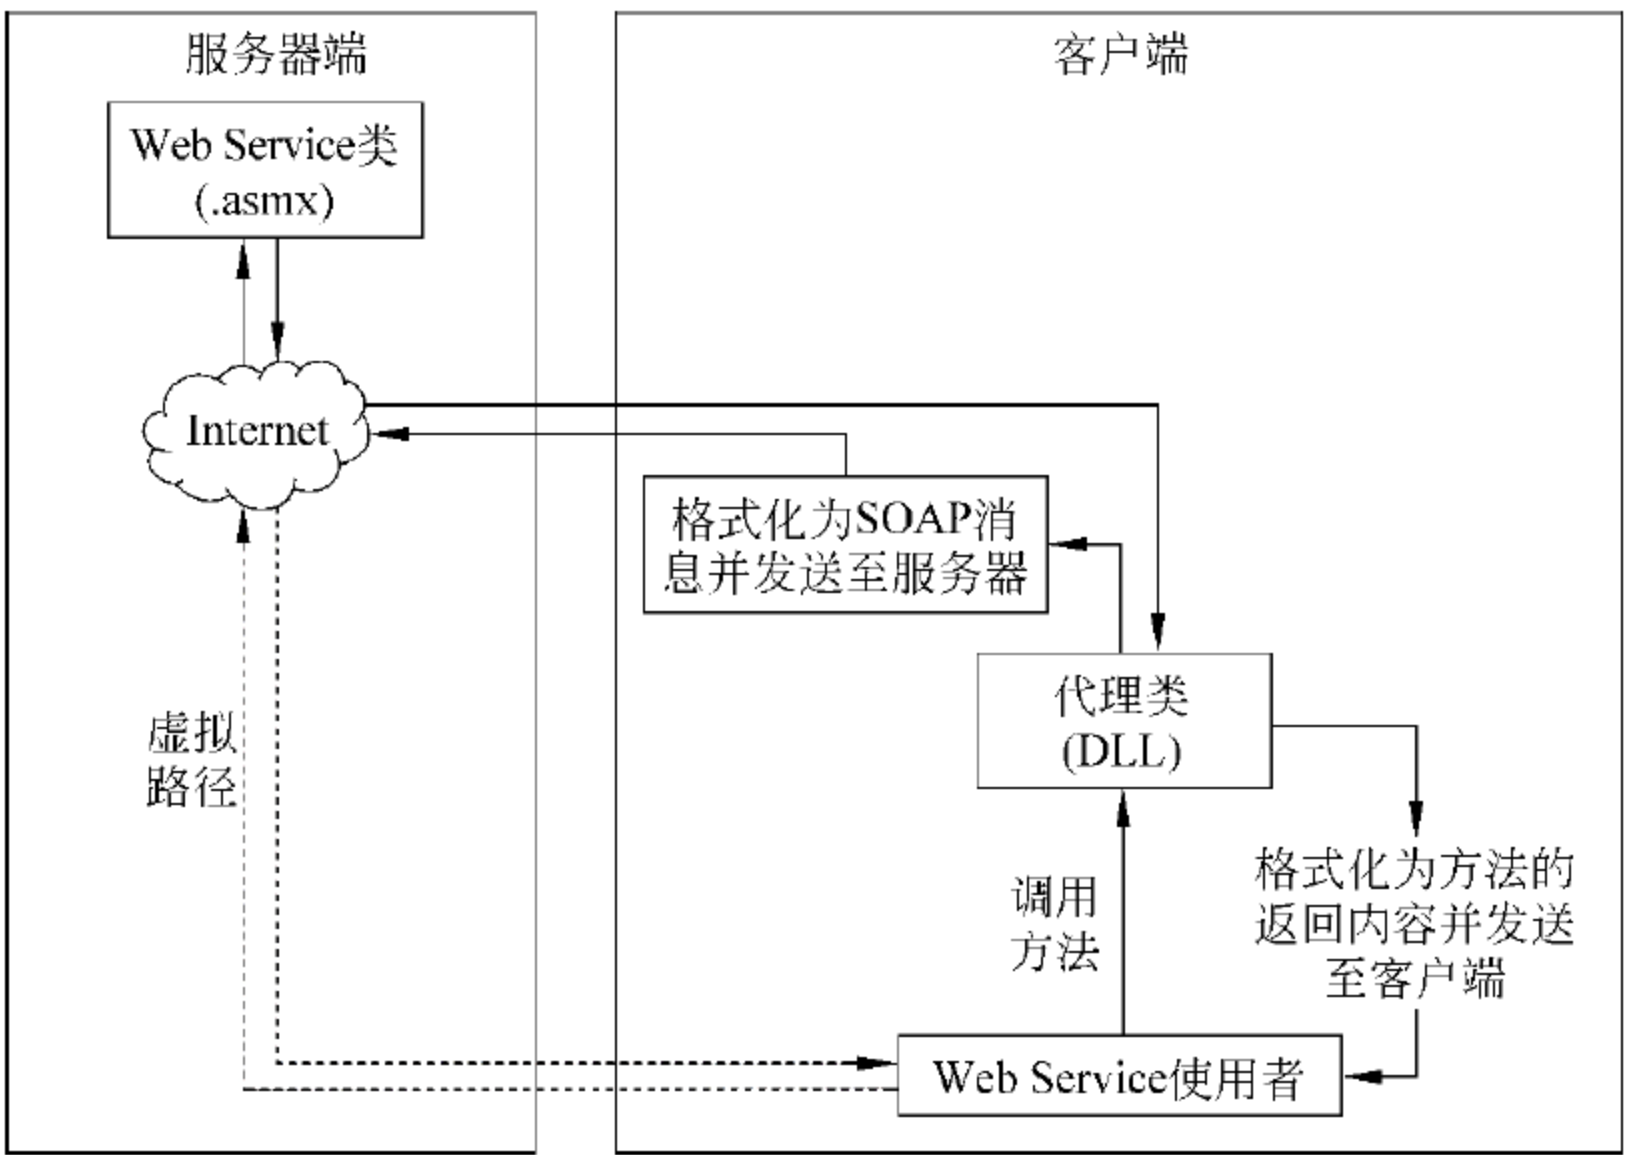 服务器端
Web Service类
(.asmx)
Internet
虚拟
路径
客户端
格式化为SOAP消
息并发送至服务器
代理类
(DLL)
调用
方法
格式化为方法的
返回内容并发送
至客户端
Web Service使用者